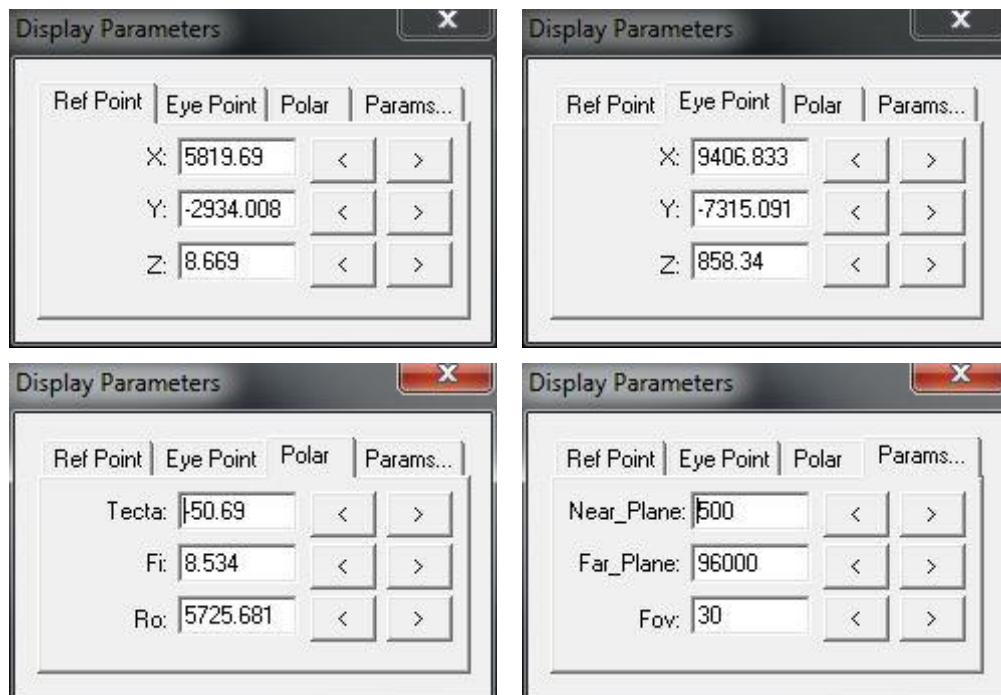 Display Parameters X
Ref Point Eye Point Polar Params...
X: 5819.69 < >
Y: -2934.008 < >
Z: 8.669 < >
Display Parameters X
Ref Point Eye Point Polar Params...
X: 9406.833 < >
Y: -7315.091 < >
Z: 858.34 < >
Display Parameters X
Ref Point Eye Point Polar Params...
Tecta: -50.69 < >
Fi: 8.534 < >
Ro: 5725.681 < >
Display Parameters X
Ref Point Eye Point Polar Params...
Near_Plane: 500 < >
Far_Plane: 96000 < >
Fov: 30 < >